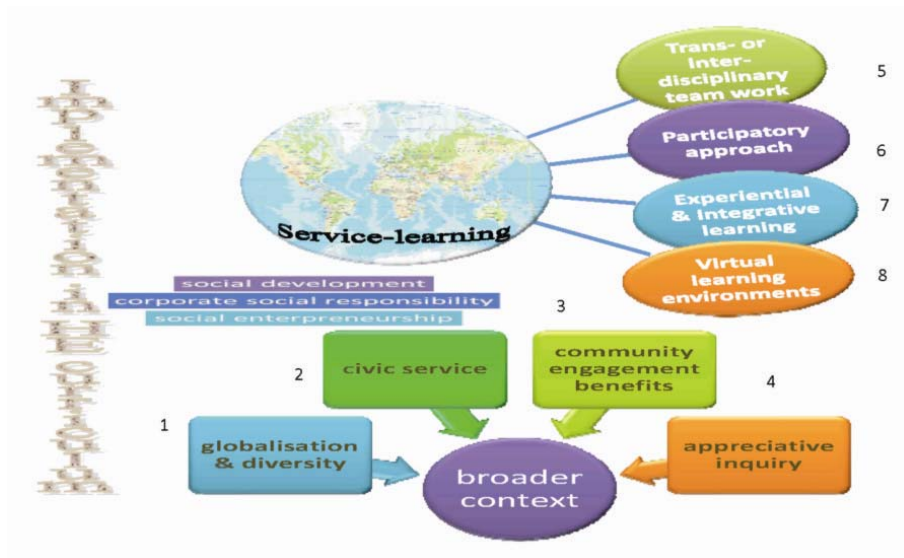 Trans- or
inter-
disciplinary
team work
5
Participatory
approach
6
Experiential
& integrative
learning
7
Virtual
learning
environments
8
Service-learning
social development
corporate social responsibility
social enterpreneurship
3
2
civic service
community
engagement
benefits
4
1
globalisation
& diversity
appreciative
inquiry
broader
context